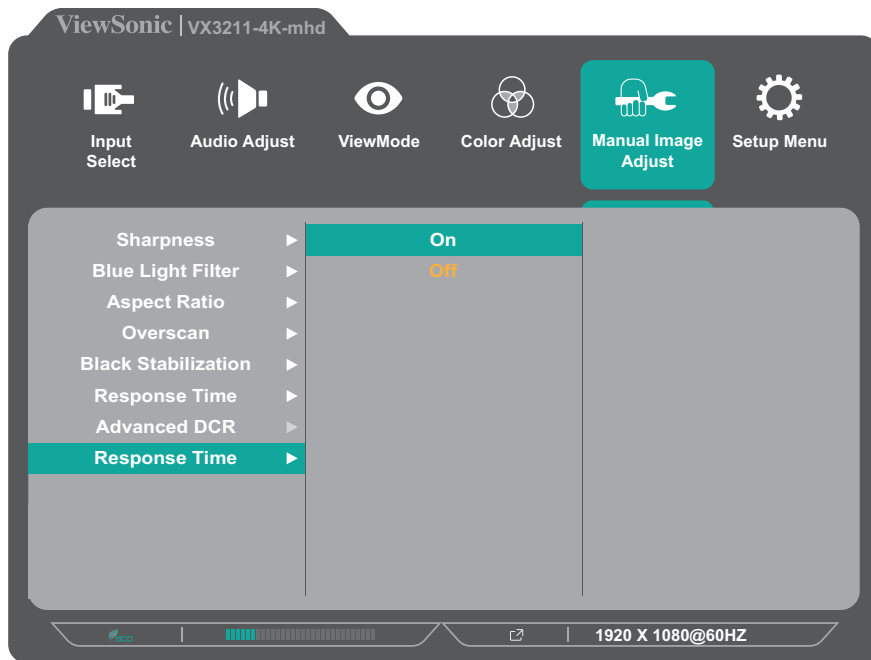 ViewSonic | VX3211-4K-mhd
Input
Select
Audio Adjust
ViewMode
Color Adjust
Manual Image
Adjust
Setup Menu
Sharpness
Blue Light Filter
Aspect Ratio
Overscan
Black Stabilization
Response Time
Advanced DCR
Response Time
On
Off
eco
1920 X 1080@60HZ